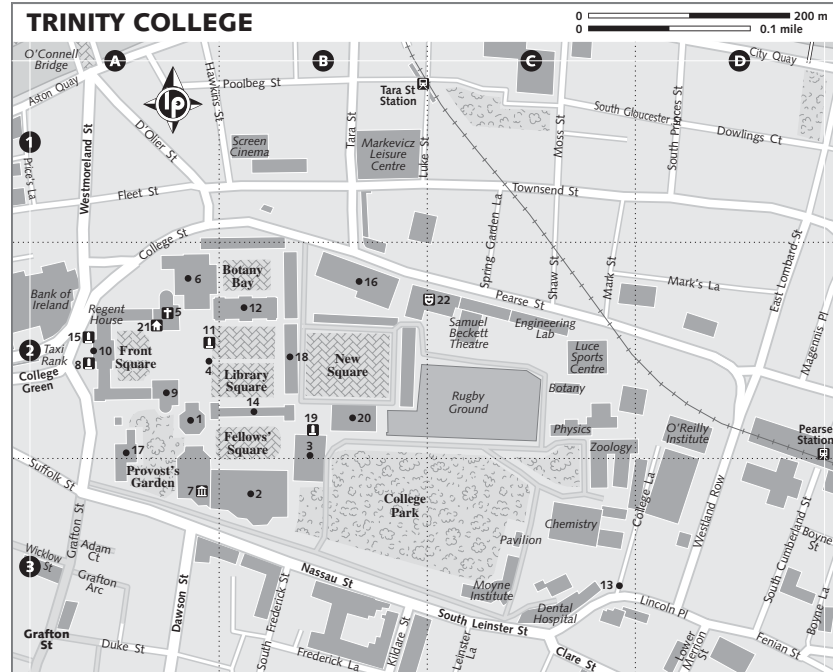 TRINITY COLLEGE
0 200 m
0 0.1 mile
A
B
C
D
O'Connell
Bridge
Aston Quay
lp
Hawkins St
Poolbeg St
Tara St
Station
City Quay
South Gloucester St
South Princes St
Dowlings Ct
Moss St
1
Price's La
Westmoreland St
D'Olier St
Screen
Cinema
Tara St
Markevicz
Leisure
Centre
Luke St
Fleet St
Townsend St
College St
Spring Garden La
Shaw St
Mark St
Mark's La
East Lombard St
Magennis Pl
Bank of
Ireland
6
Botany
Bay
16
22
Pearse St
Regent
House
5
21
12
Samuel
Beckett
Theatre
Engineering
Lab
15
11
2
Taxi
Rank
10
Front
Square
4
18
New
Square
Luce
Sports
Centre
8
College
Green
Library
Square
Rugby
Ground
Botany
9
14
19
20
1
Physics
O'Reilly
Institute
Fellows'
Square
3
Zoology
Pearse
Station
17
Provost's
Garden
Suffolk St
7
2
College
Park
College La
Westland Row
Grafton St
Chemistry
South Cumberland St
Boyne
St
Pavilion
Wicklow
St
Adam
Ct
3
Grafton
Arc
Nassau St
Moyne
Institute
13
Dawson St
Dental
Hospital
Lincoln Pl
Boyne La
Grafton
St
South Frederick St
South Leinster St
Fenian St
Duke St
Frederick La
Kildare St
Leinster
La
Clare St
Lower
Merrion
St